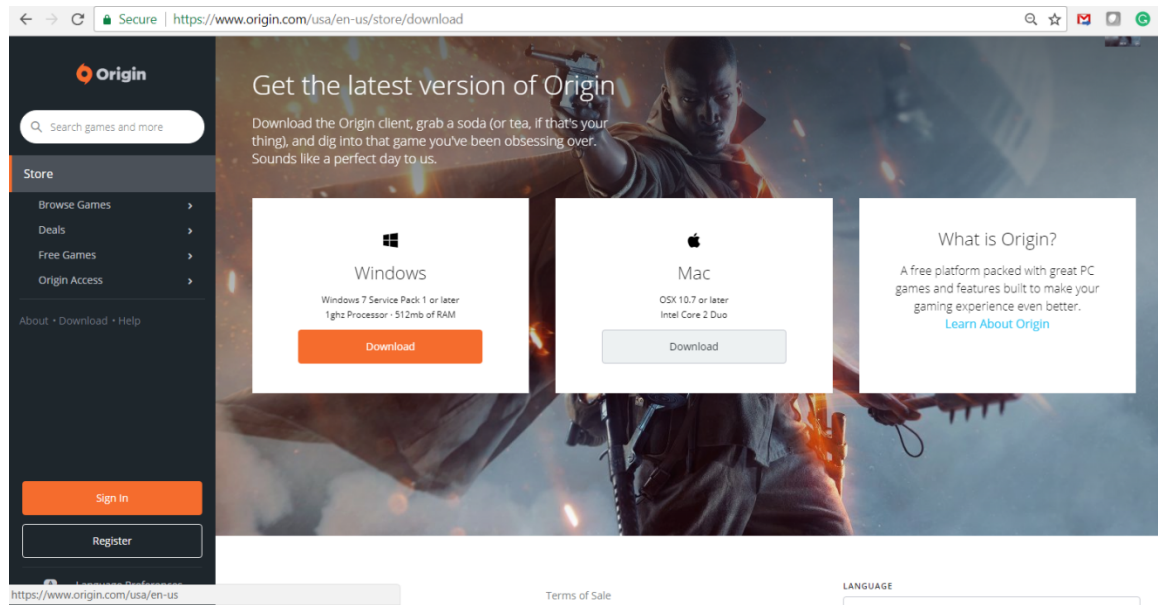 Secure | https://www.origin.com/usa/en-us/store/download
Origin
Search games and more
Store
Browse Games
Deals
Free Games
Origin Access
About • Download • Help
Sign In
Register
Language Preferences
https://www.origin.com/usa/en-us
Get the latest version of Origin
Download the Origin client, grab a soda (or tea, if that's your
thing), and dig into that game you've been obsessing over.
Sounds like a perfect day to us.
Windows
Windows 7 Service Pack 1 or later
1ghz Processor · 512mb of RAM
Download
Mac
OSX 10.7 or later
Intel Core 2 Duo
Download
What is Origin?
A free platform packed with great PC
games and features built to make your
gaming experience even better.
Learn About Origin
Terms of Sale
LANGUAGE